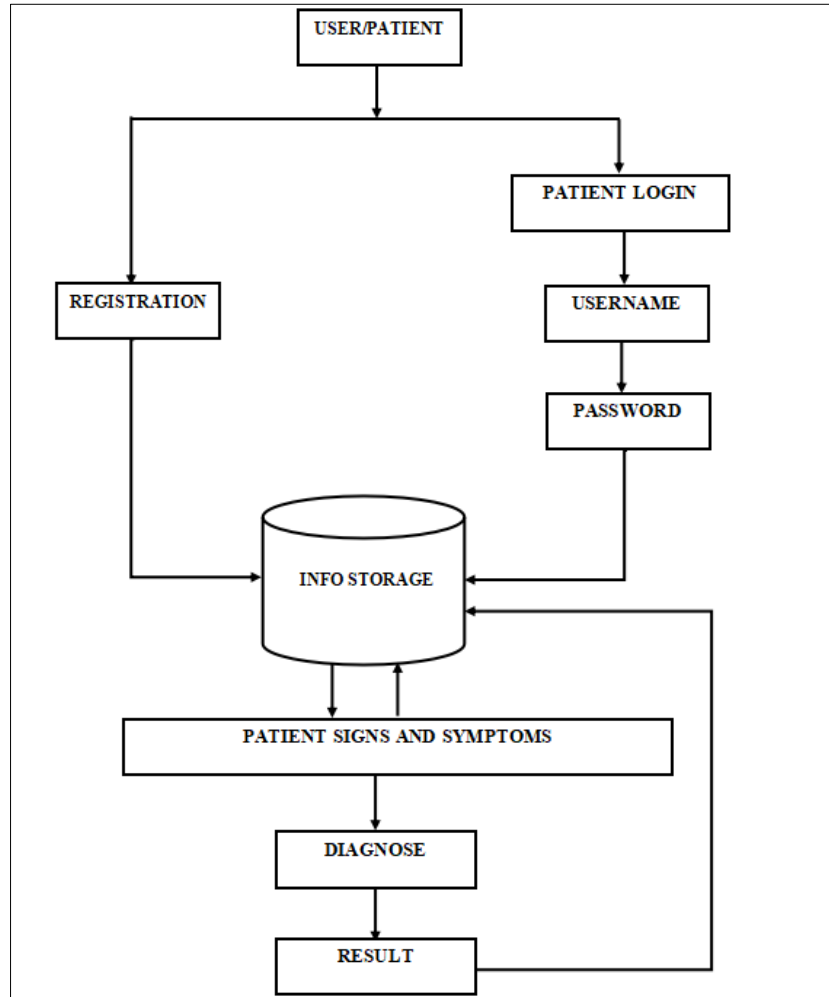 USER/PATIENT
PATIENT LOGIN
REGISTRATION
USERNAME
PASSWORD
INFO STORAGE
PATIENT SIGNS AND SYMPTOMS
DIAGNOSE
RESULT